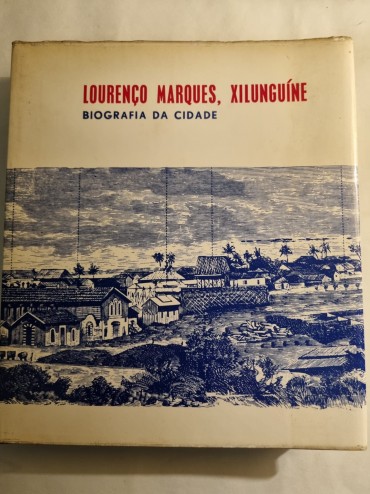 LOURENÇO MARQUES, XILUNGUÍNE
BIOGRAFIA DA CIDADE